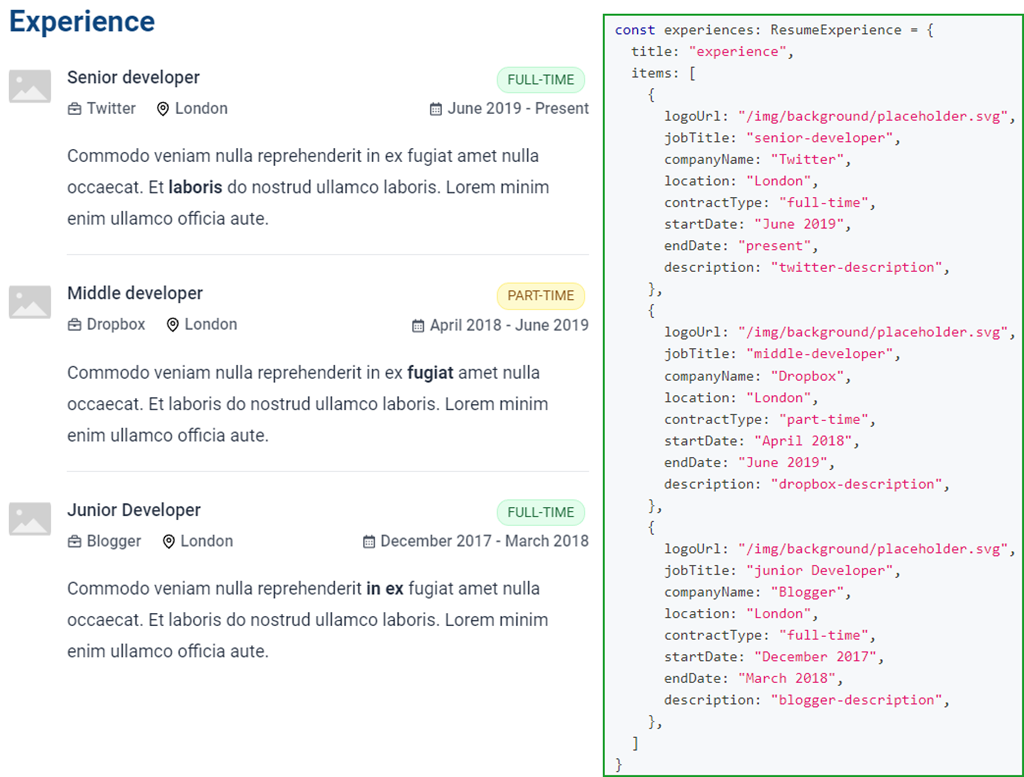 Experience
Senior developer
FULL-TIME
Twitter London
June 2019 - Present
Commodo veniam nulla reprehenderit in ex fugiat amet nulla
occaecat. Et laboris do nostrud ullamco laboris. Lorem minim
enim ullamco officia aute.
Middle developer
PART-TIME
Dropbox London
April 2018 - June 2019
Commodo veniam nulla reprehenderit in ex fugiat amet nulla
occaecat. Et laboris do nostrud ullamco laboris. Lorem minim
enim ullamco officia aute.
Junior Developer
FULL-TIME
Blogger London
December 2017 - March 2018
Commodo veniam nulla reprehenderit in ex fugiat amet nulla
occaecat. Et laboris do nostrud ullamco laboris. Lorem minim
enim ullamco officia aute.
const experiences: ResumeExperience = {
title: "experience",
items: [
{
logoUrl: "/img/background/placeholder.svg",
jobTitle: "senior-developer",
companyName: "Twitter",
location: "London",
contractType: "full-time",
startDate: "June 2019",
endDate: "present",
description: "twitter-description",
},
{
logoUrl: "/img/background/placeholder.svg",
jobTitle: "middle-developer",
companyName: "Dropbox",
location: "London",
contractType: "part-time",
startDate: "April 2018",
endDate: "June 2019",
description: "dropbox-description",
},
{
logoUrl: "/img/background/placeholder.svg",
jobTitle: "junior Developer",
companyName: "Blogger",
location: "London",
contractType: "full-time",
startDate: "December 2017",
endDate: "March 2018",
description: "blogger-description",
},
]
}